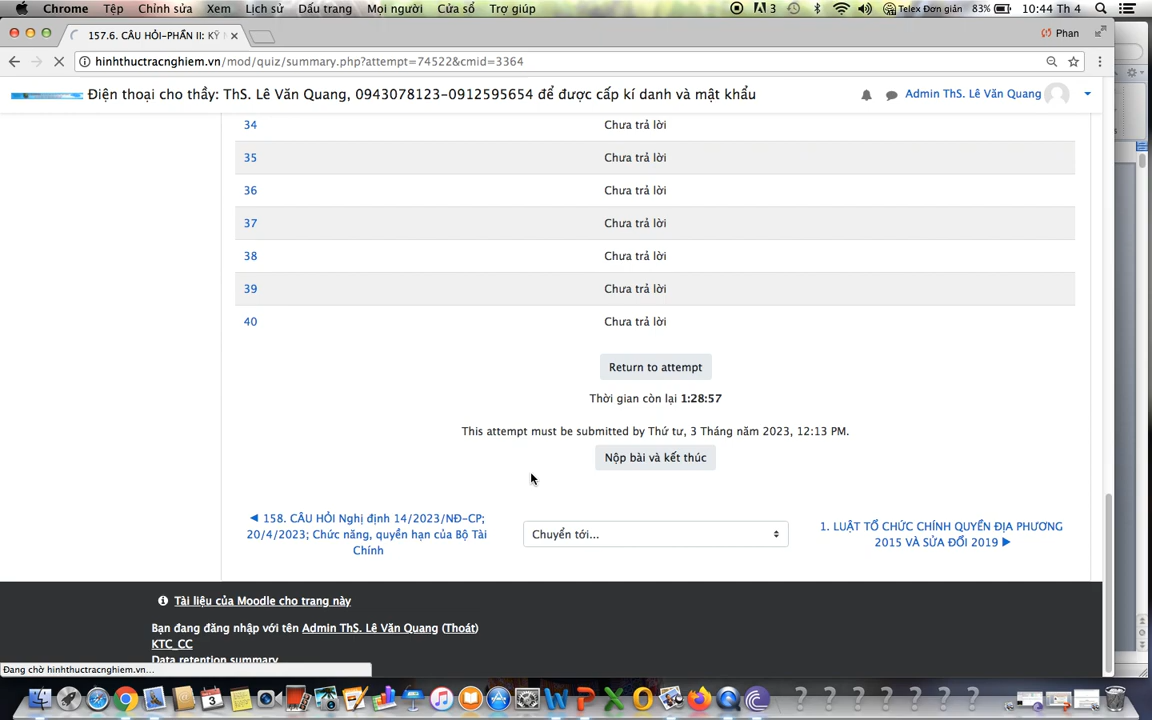 Chrome Tệp Chỉnh sửa Xem Lịch sử Dấu trang Mọi người Cửa sổ Trợ giúp 3 Telex Đơn giản 83% 10:44 Th 4
157.6. CÂU HỎI-PHẦN II: KỸ Phan
hinhthuctracnghiem.vn/mod/quiz/summary.php?attempt=74522&cmid=3364
Điện thoại cho thầy: ThS. Lê Văn Quang, 0943078123-0912595654 để được cấp kí danh và mật khẩu Admin ThS. Lê Văn Quang
34 Chưa trả lời
35 Chưa trả lời
36 Chưa trả lời
37 Chưa trả lời
38 Chưa trả lời
39 Chưa trả lời
40 Chưa trả lời
Return to attempt
Thời gian còn lại 1:28:57
This attempt must be submitted by Thứ tư, 3 Tháng năm 2023, 12:13 PM.
Nộp bài và kết thúc
◀ 158. CÂU HỎI Nghị định 14/2023/NĐ-CP;
20/4/2023; Chức năng, quyền hạn của Bộ Tài
Chính
Chuyển tới...
1. LUẬT TỔ CHỨC CHÍNH QUYỀN ĐỊA PHƯƠNG
2015 VÀ SỬA ĐỔI 2019 ▶
Tài liệu của Moodle cho trang này
Bạn đang đăng nhập với tên Admin ThS. Lê Văn Quang (Thoát)
KTC_CC
Data retention summary
Đang chờ hinhthuctracnghiem.vn...